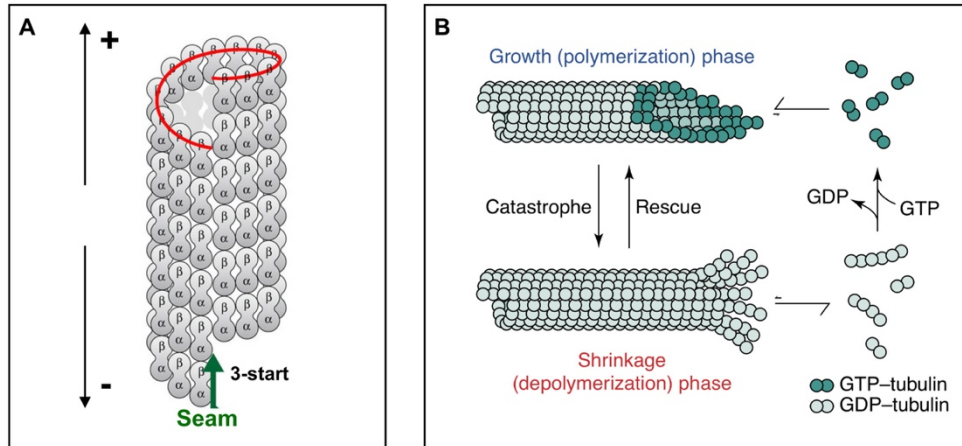 A
+
β
α
-
3-start
Seam
B
Growth (polymerization) phase
Catastrophe
Rescue
GDP
GTP
Shrinkage
(depolymerization) phase
GTP–tubulin
GDP–tubulin